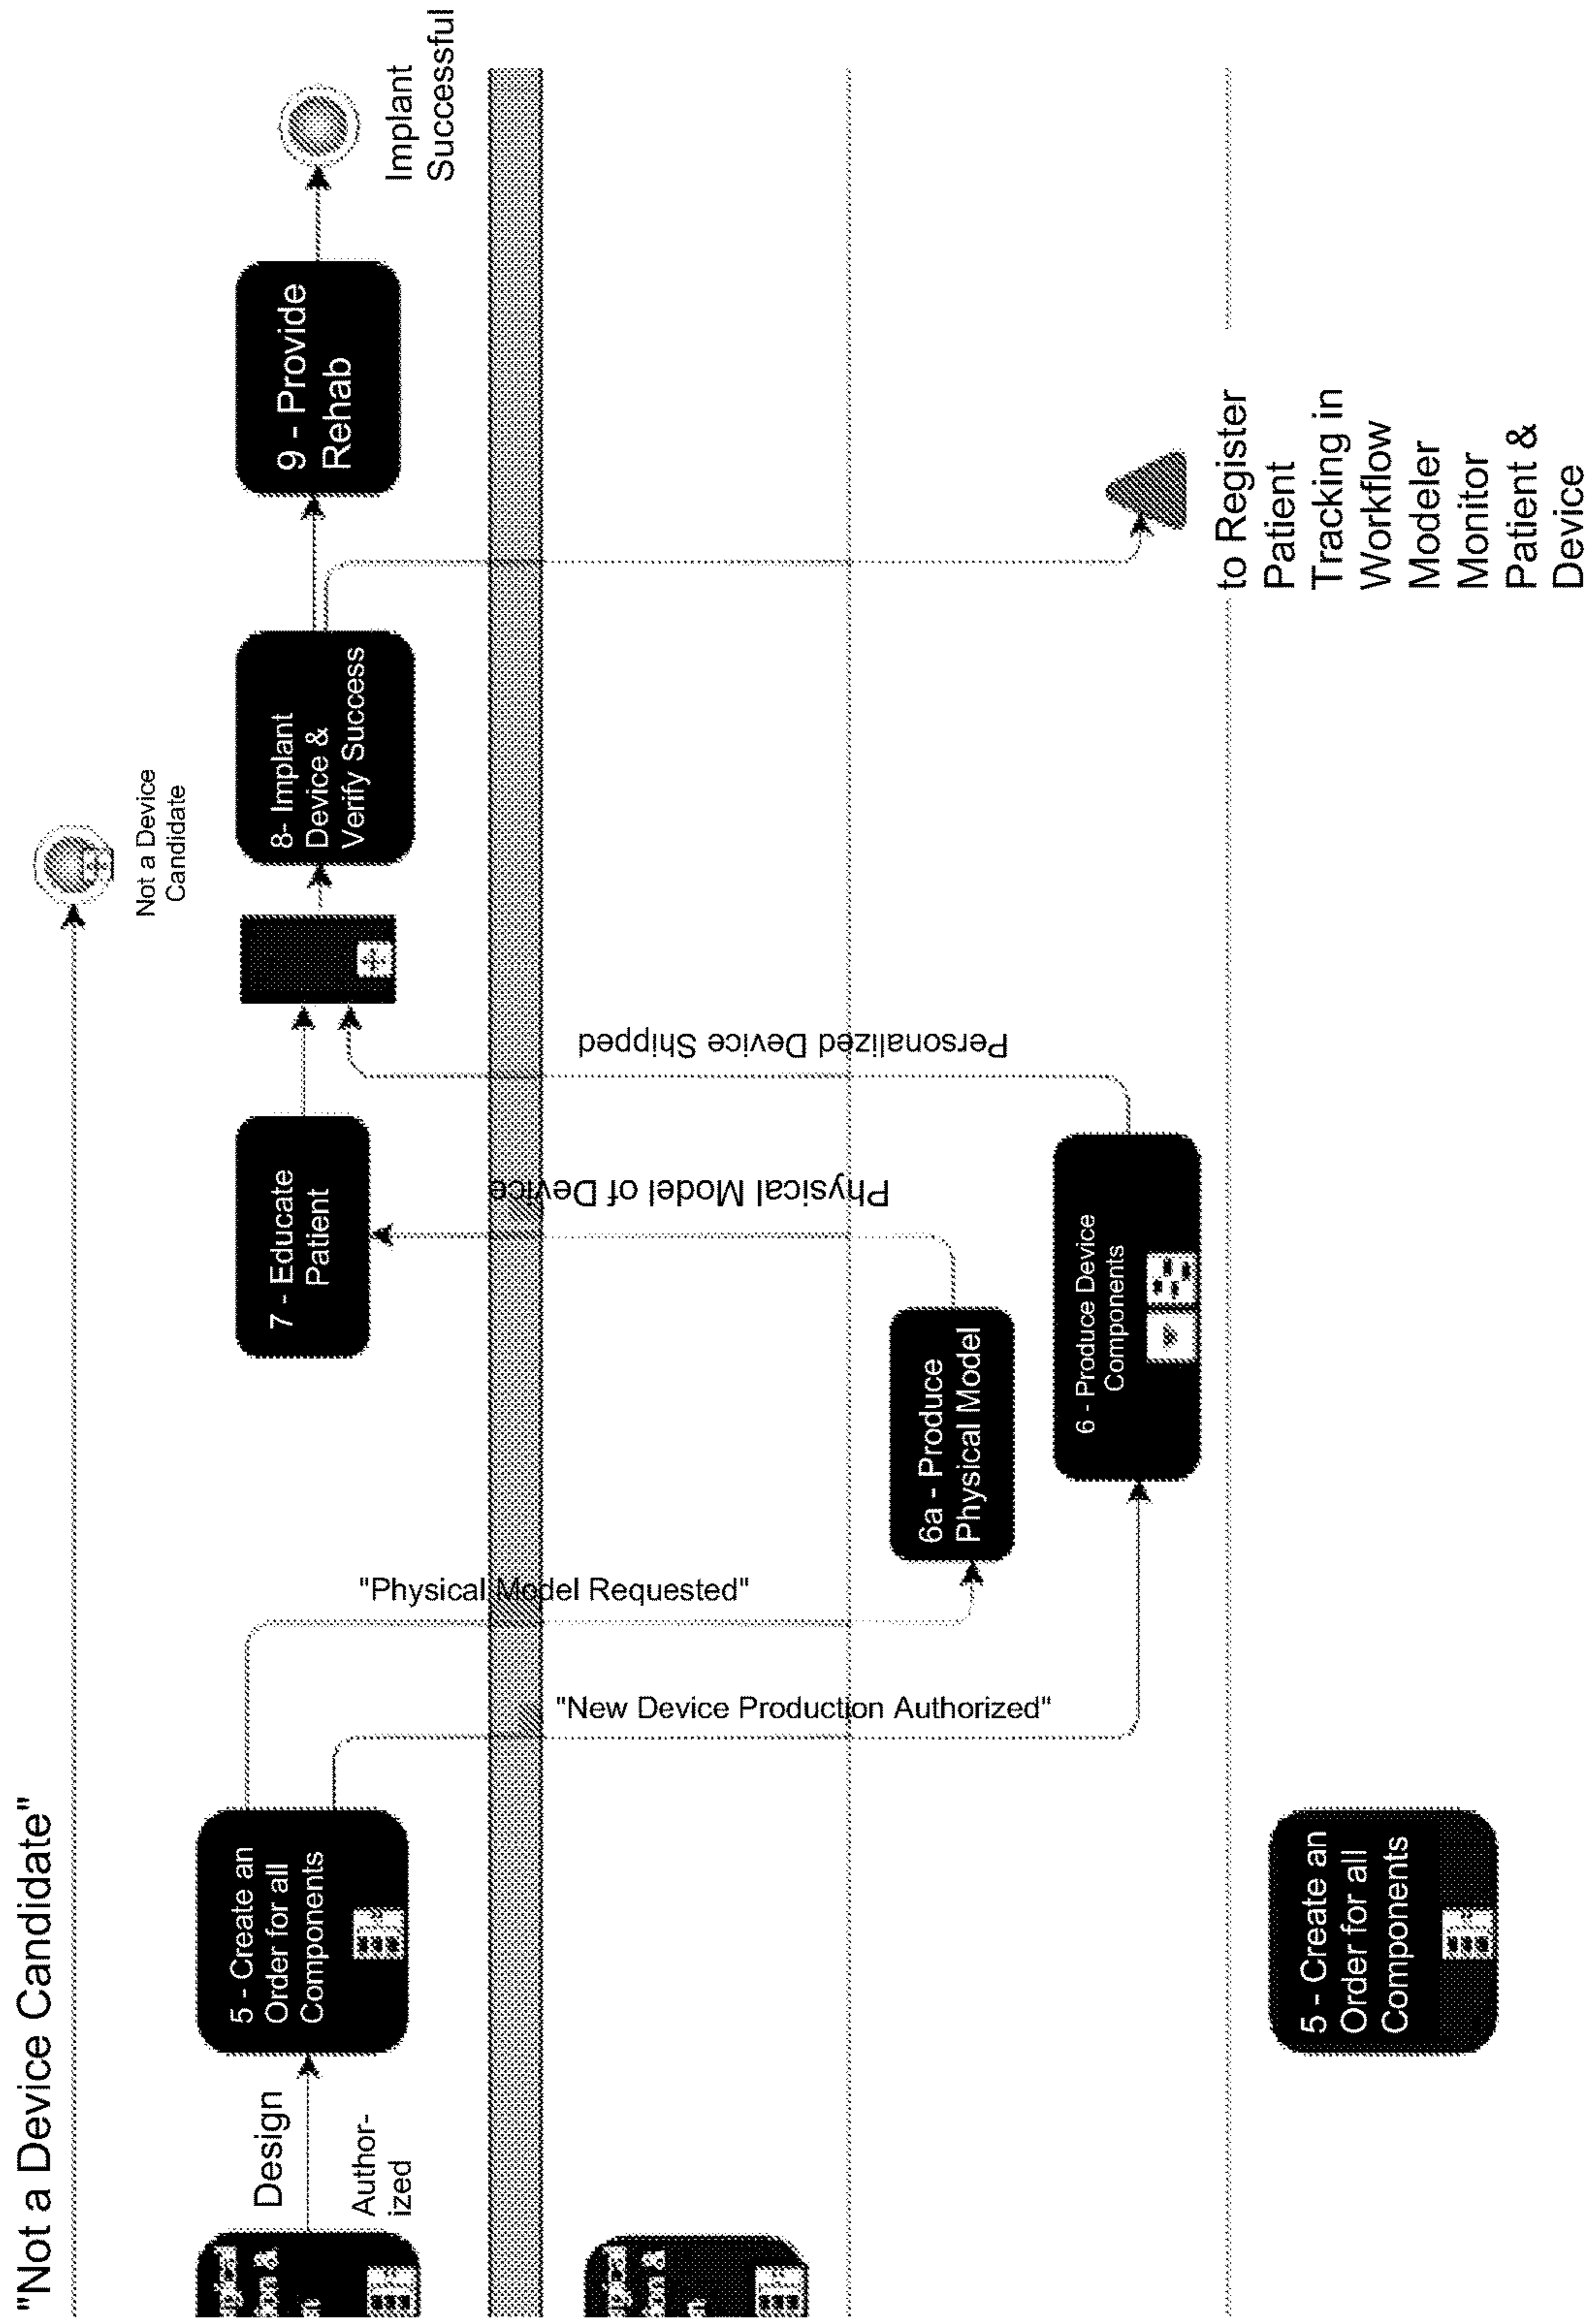 "Not a Device Candidate"
Not a Device
Candidate
Design
Author-
ized
5 - Create an
Order for all
Components
"Physical Model Requested"
"New Device Production Authorized"
6a - Produce
Physical Model
6 - Produce Device
Components
Physical Model of Device
Personalized Device Shipped
7 - Educate
Patient
8- Implant
Device &
Verify Success
9 - Provide
Rehab
Implant
Successful
to Register
Patient
Tracking in
Workflow
Modeler
Monitor
Patient &
Device
5 - Create an
Order for all
Components